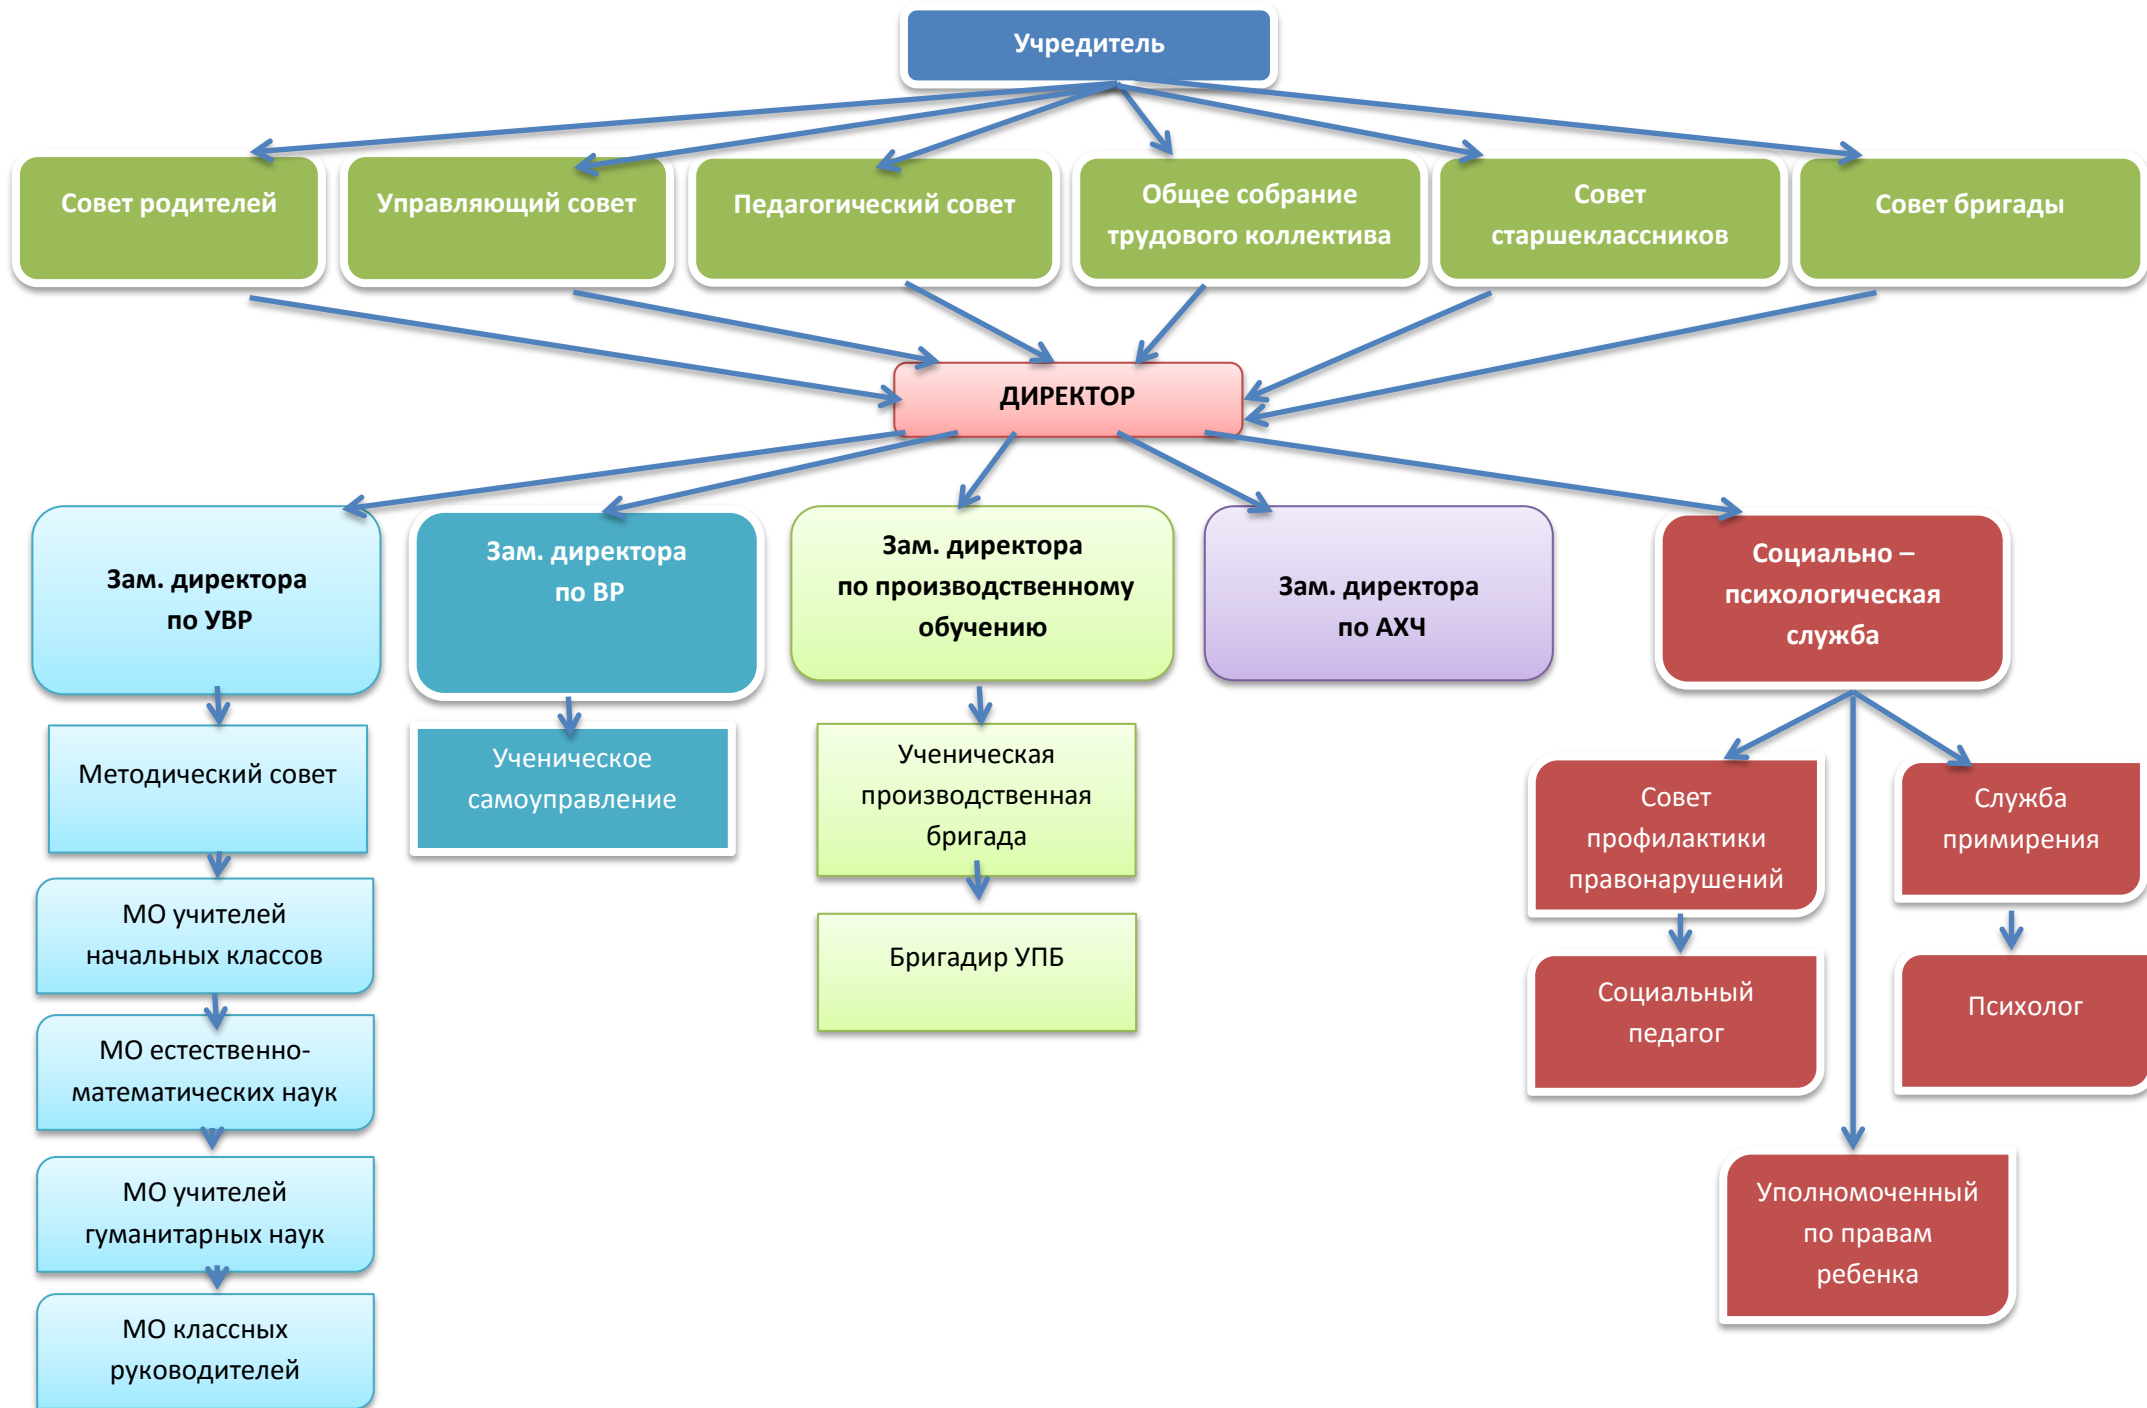 Учредитель
Совет родителей
Управляющий совет
Педагогический совет
Общее собрание
трудового коллектива
Совет
старшеклассников
Совет бригады
ДИРЕКТОР
Зам. директора
по УВР
Зам. директора
по ВР
Зам. директора
по производственному
обучению
Зам. директора
по АХЧ
Социально –
психологическая
служба
Методический совет
Ученическое
самоуправление
Ученическая
производственная
бригада
Совет
профилактики
правонарушений
Служба
примирения
МО учителей
начальных классов
Бригадир УПБ
Социальный
педагог
Психолог
МО естественно-
математических наук
МО учителей
гуманитарных наук
Уполномоченный
по правам
ребенка
МО классных
руководителей